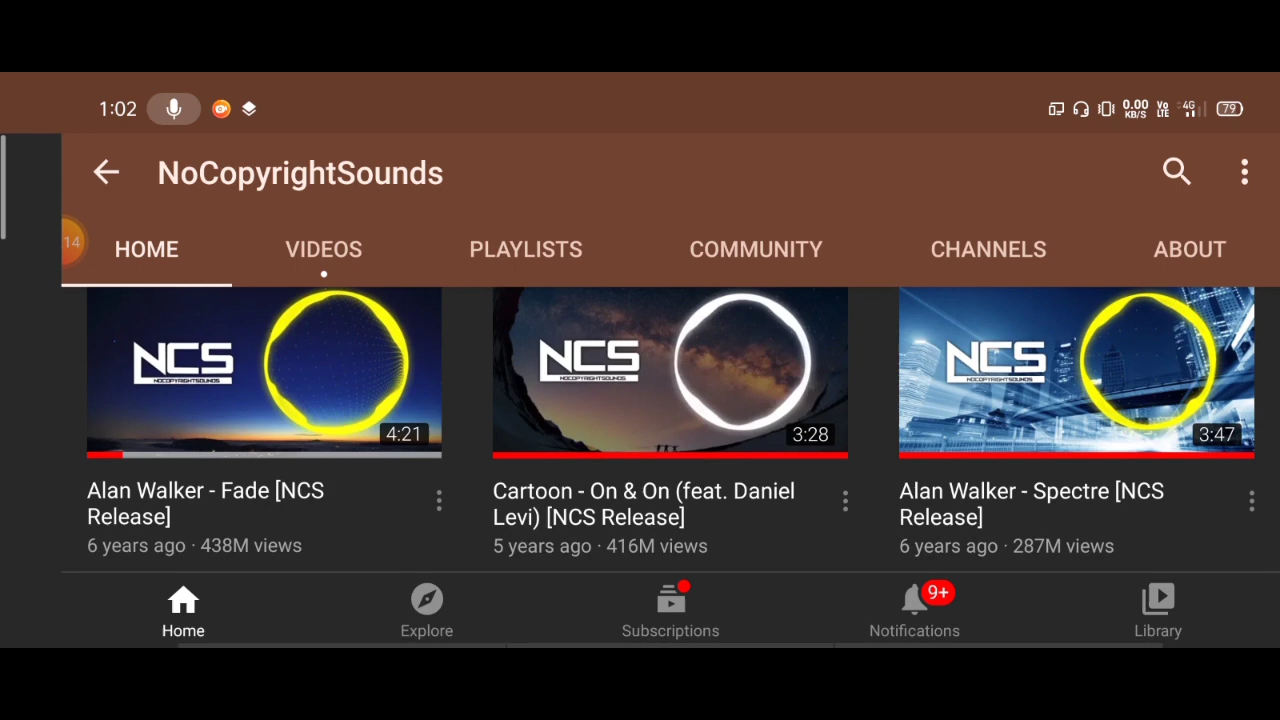 1:02 0.00 KB/S Vo LTE 4G 79
NoCopyrightSounds
14
HOME VIDEOS PLAYLISTS COMMUNITY CHANNELS ABOUT
NCS NCS NCS
NOCOPYRIGHTSOUNDS NOCOPYRIGHTSOUNDS NOCOPYRIGHTSOUNDS
4:21 3:28 3:47
Alan Walker - Fade [NCS
Release]
6 years ago · 438M views
Cartoon - On & On (feat. Daniel
Levi) [NCS Release]
5 years ago · 416M views
Alan Walker - Spectre [NCS
Release]
6 years ago · 287M views
9+
Home Explore Subscriptions Notifications Library